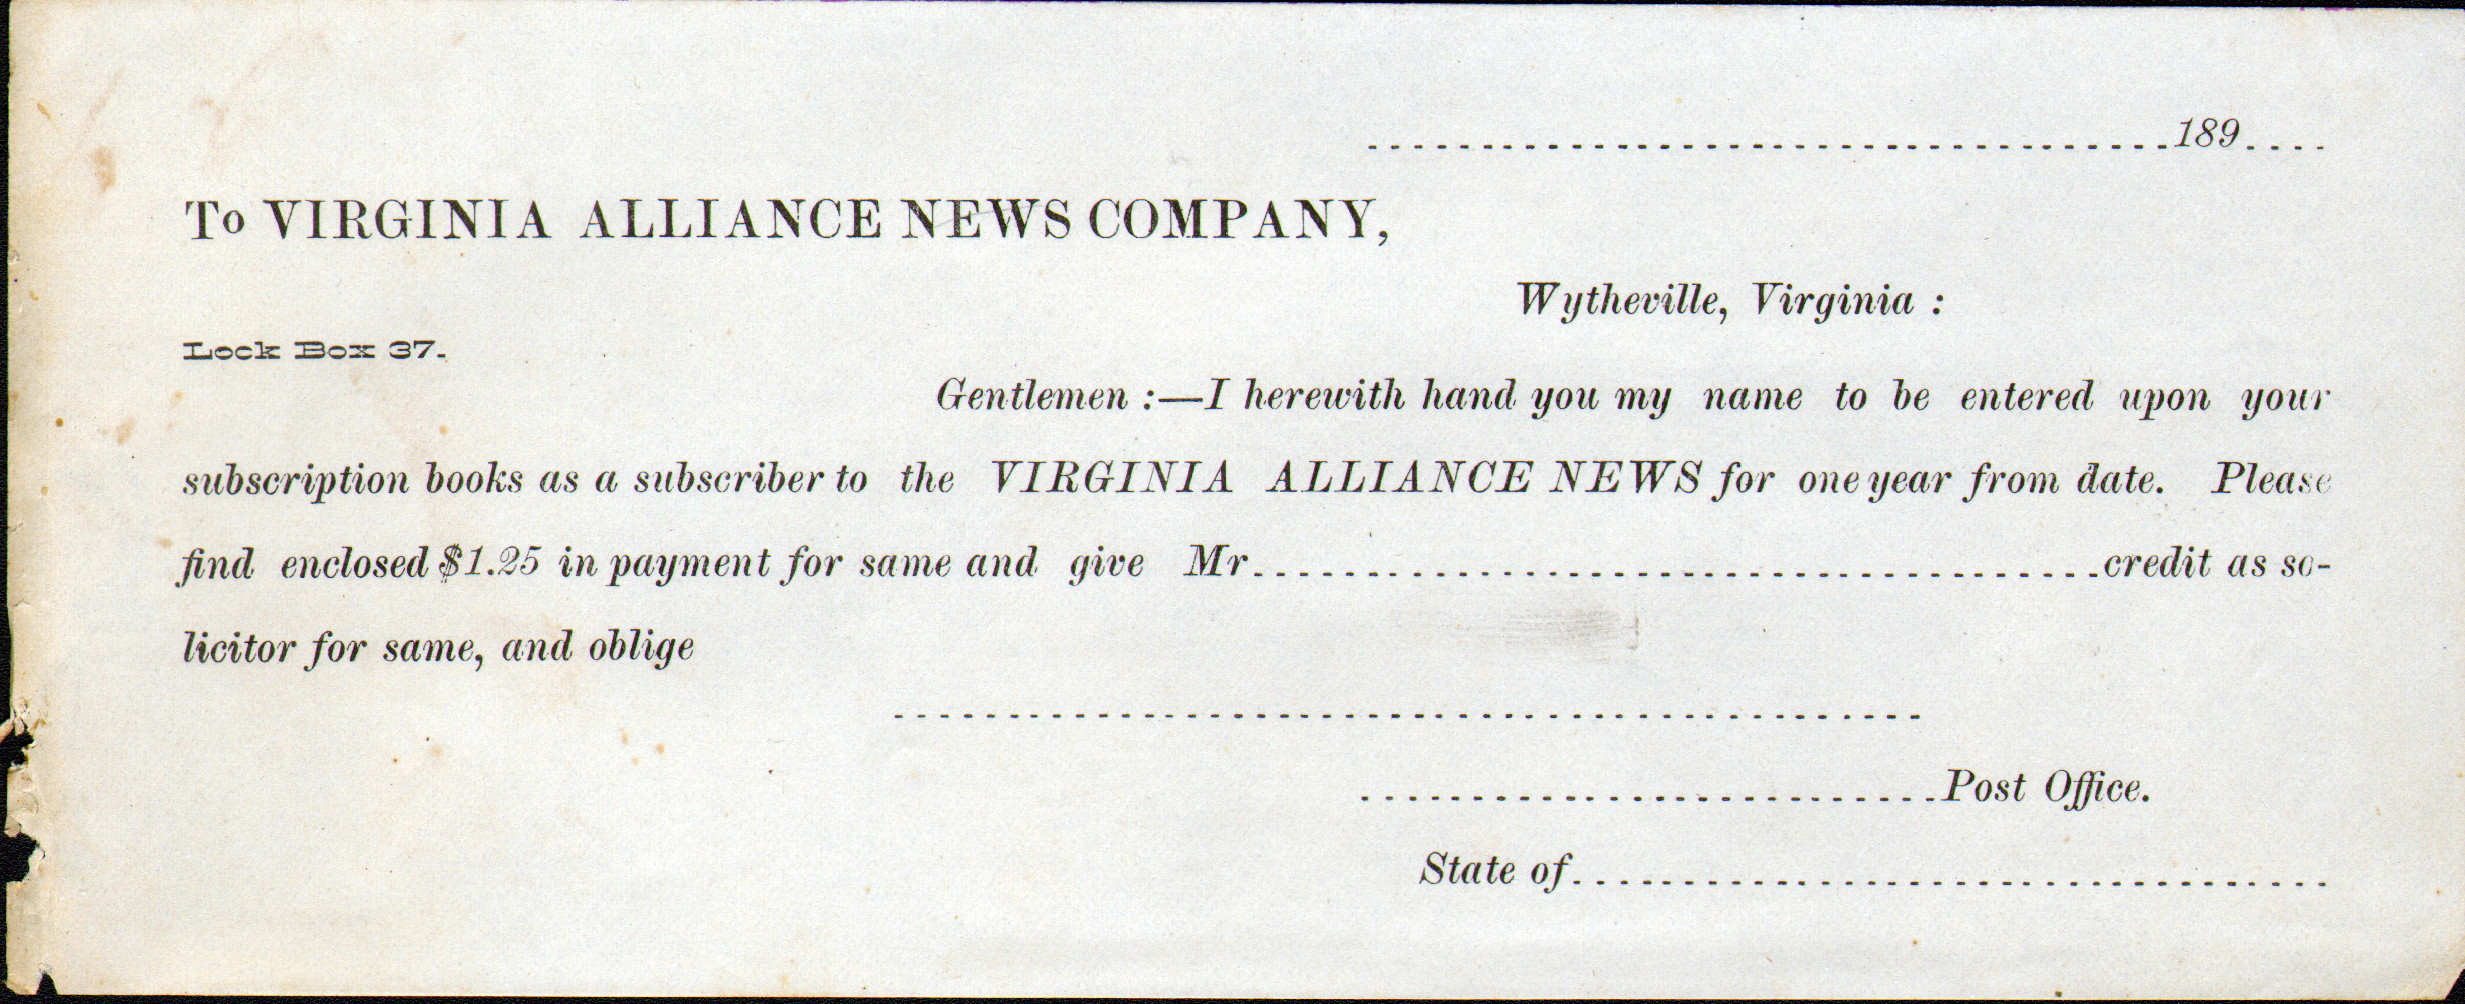 189
To VIRGINIA ALLIANCE NEWS COMPANY,
Wytheville, Virginia :
Lock Box 37.
Gentlemen :—I herewith hand you my name to be entered upon your
subscription books as a subscriber to the VIRGINIA ALLIANCE NEWS for one year from date. Please
find enclosed $1.25 in payment for same and give Mr. credit as so-
licitor for same, and oblige
Post Office.
State of